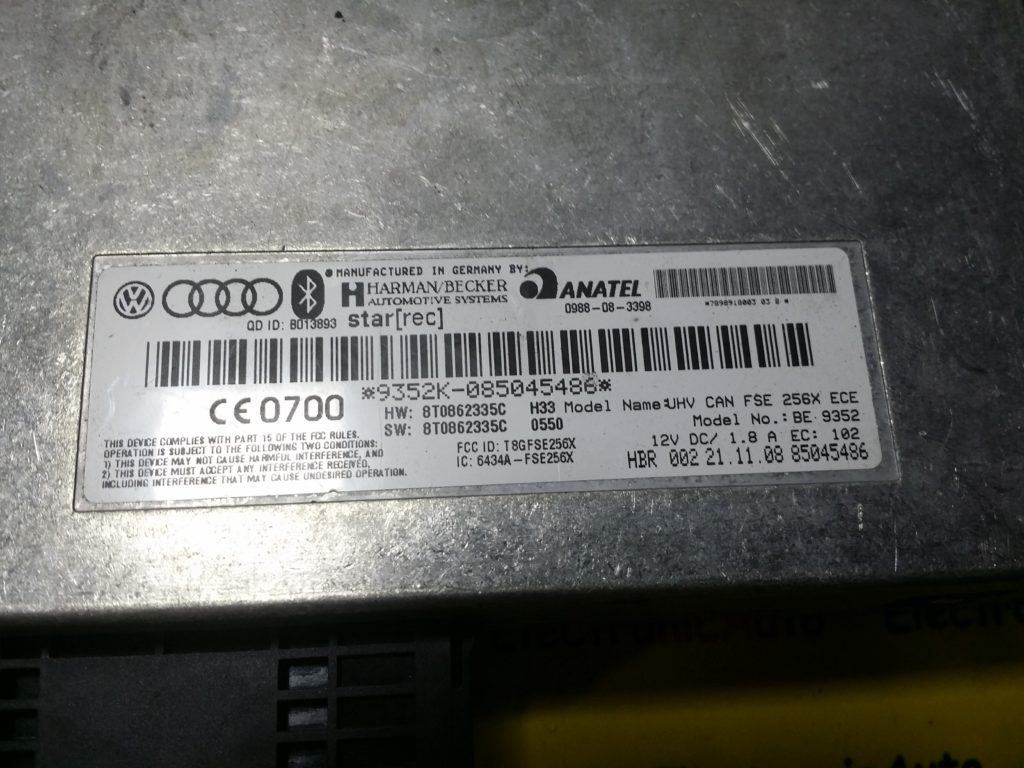 MANUFACTURED IN GERMANY BY:
HARMAN/BECKER
AUTOMOTIVE SYSTEMS
ANATEL
0988-08-3398
QD ID: B013893 star[rec]
*9352K-085045486*
CE 0700
HW: 8T0862335C H33
SW: 8T0862335C 0550
Model Name: UHV CAN FSE 256X ECE
Model No.: BE 9352
12V DC/ 1.8 A EC: 102
HBR 002 21.11.08 85045486
FCC ID: T8GFSE256X
IC: 6434A-FSE256X
THIS DEVICE COMPLIES WITH PART 15 OF THE FCC RULES.
OPERATION IS SUBJECT TO THE FOLLOWING TWO CONDITIONS:
1) THIS DEVICE MAY NOT CAUSE HARMFUL INTERFERENCE, AND
2) THIS DEVICE MUST ACCEPT ANY INTERFERENCE RECEIVED,
INCLUDING INTERFERENCE THAT MAY CAUSE UNDESIRED OPERATION.
ElectronicAuto